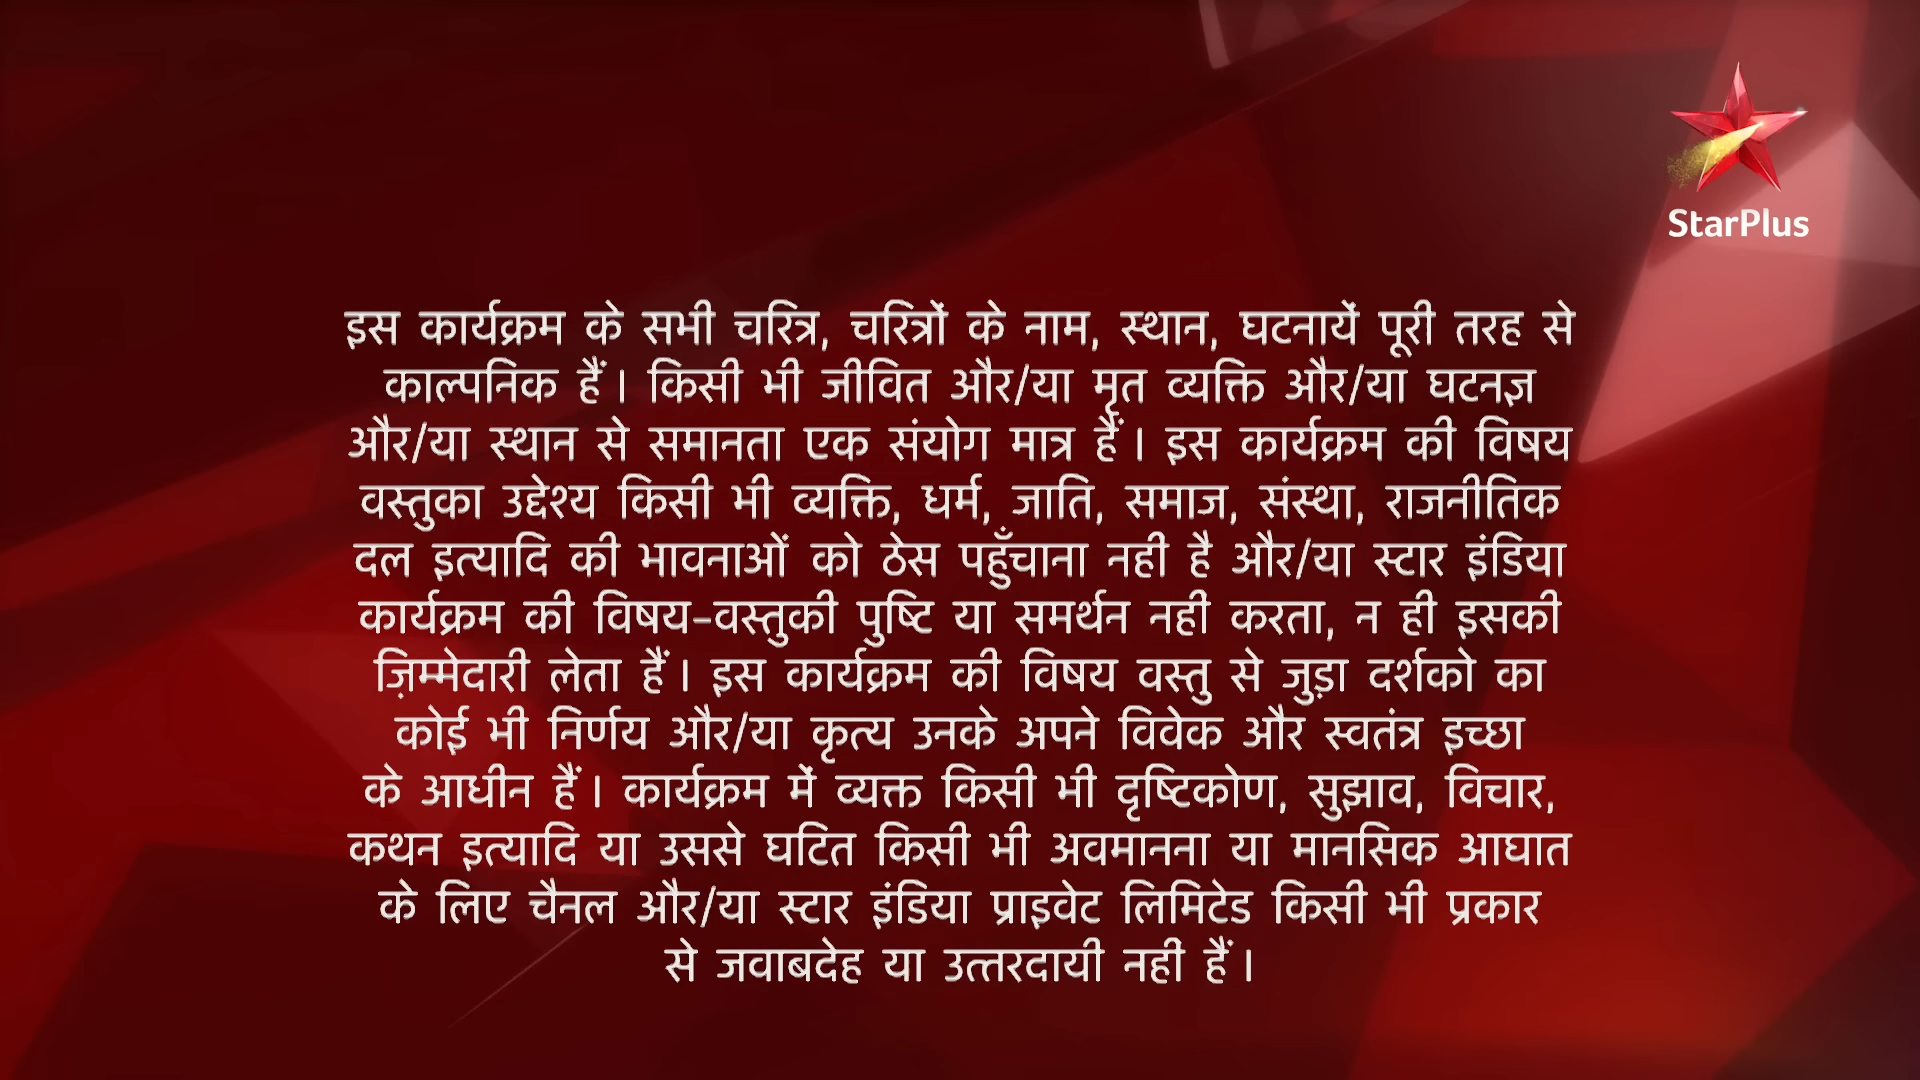 StarPlus
इस कार्यक्रम के सभी चरित्र, चरित्रों के नाम, स्थान, घटनायें पूरी तरह से
काल्पनिक हैं। किसी भी जीवित और/या मृत व्यक्ति और/या घटनज्ञ
और/या स्थान से समानता एक संयोग मात्र हैं। इस कार्यक्रम की विषय
वस्तुका उद्देश्य किसी भी व्यक्ति, धर्म, जाति, समाज, संस्था, राजनीतिक
दल इत्यादि की भावनाओं को ठेस पहुँचाना नही है और/या स्टार इंडिया
कार्यक्रम की विषय-वस्तुकी पुष्टि या समर्थन नही करता, न ही इसकी
ज़िम्मेदारी लेता हैं। इस कार्यक्रम की विषय वस्तु से जुड़ा दर्शको का
कोई भी निर्णय और/या कृत्य उनके अपने विवेक और स्वतंत्र इच्छा
के आधीन हैं। कार्यक्रम में व्यक्त किसी भी दृष्टिकोण, सुझाव, विचार,
कथन इत्यादि या उससे घटित किसी भी अवमानना या मानसिक आघात
के लिए चैनल और/या स्टार इंडिया प्राइवेट लिमिटेड किसी भी प्रकार
से जवाबदेह या उत्तरदायी नही हैं।